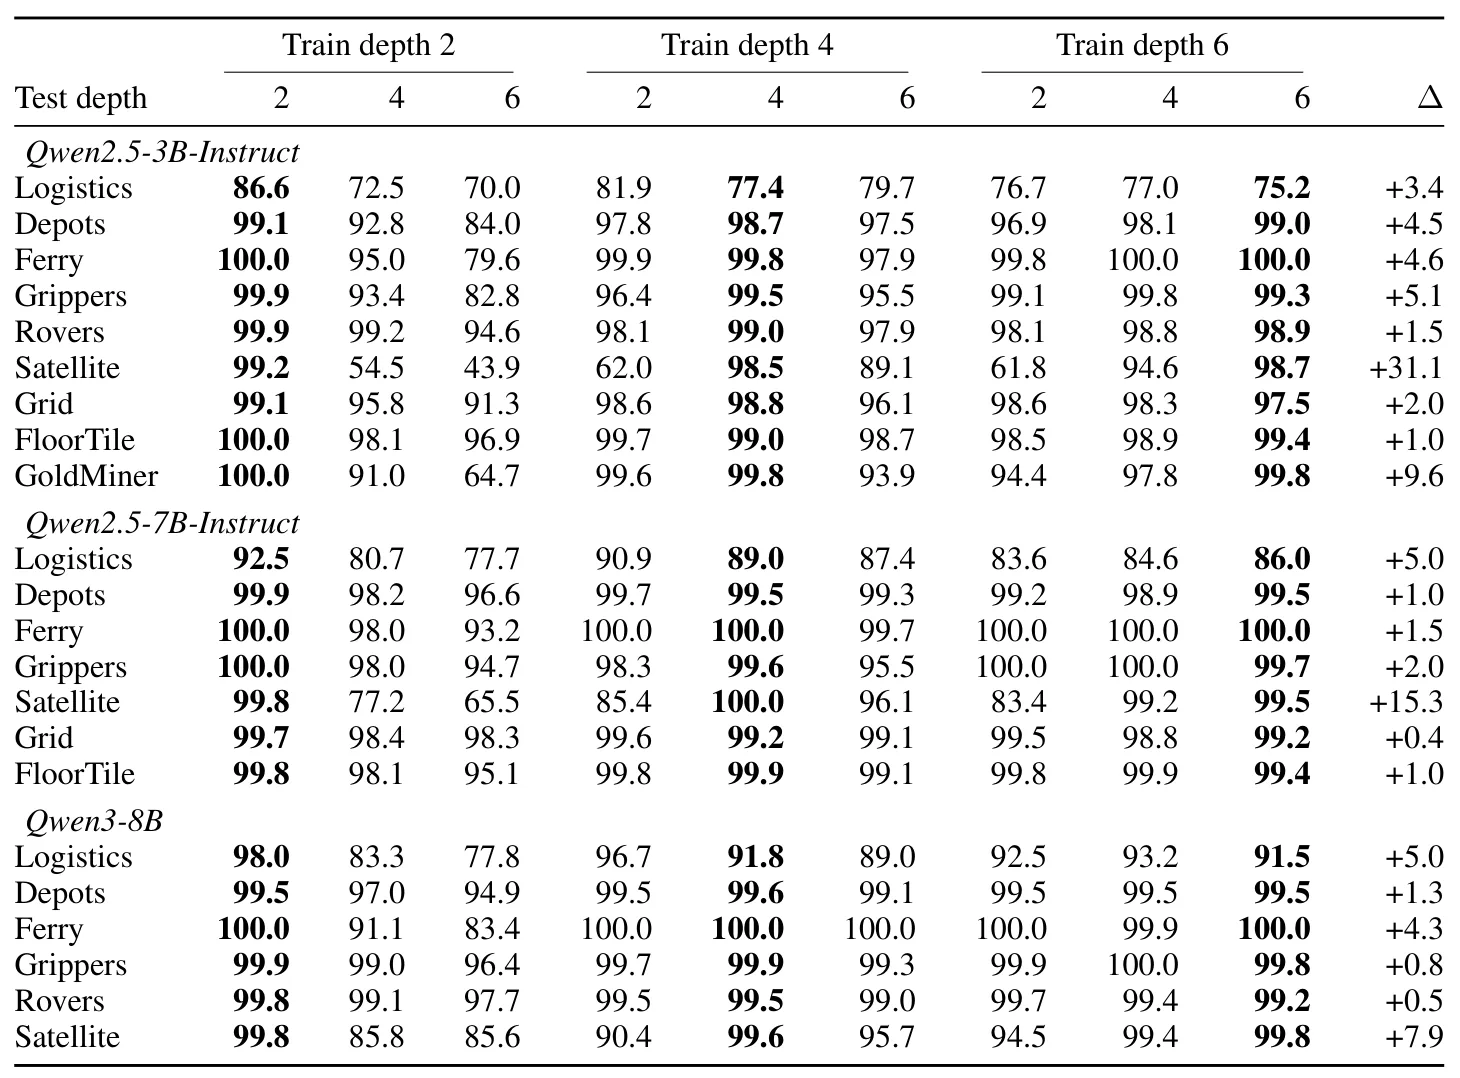 Train depth 2 Train depth 4 Train depth 6
Test depth 2 4 6 2 4 6 2 4 6 Δ
Qwen2.5-3B-Instruct
Logistics 86.6 72.5 70.0 81.9 77.4 79.7 76.7 77.0 75.2 +3.4
Depots 99.1 92.8 84.0 97.8 98.7 97.5 96.9 98.1 99.0 +4.5
Ferry 100.0 95.0 79.6 99.9 99.8 97.9 99.8 100.0 100.0 +4.6
Grippers 99.9 93.4 82.8 96.4 99.5 95.5 99.1 99.8 99.3 +5.1
Rovers 99.9 99.2 94.6 98.1 99.0 97.9 98.1 98.8 98.9 +1.5
Satellite 99.2 54.5 43.9 62.0 98.5 89.1 61.8 94.6 98.7 +31.1
Grid 99.1 95.8 91.3 98.6 98.8 96.1 98.6 98.3 97.5 +2.0
FloorTile 100.0 98.1 96.9 99.7 99.0 98.7 98.5 98.9 99.4 +1.0
GoldMiner 100.0 91.0 64.7 99.6 99.8 93.9 94.4 97.8 99.8 +9.6
Qwen2.5-7B-Instruct
Logistics 92.5 80.7 77.7 90.9 89.0 87.4 83.6 84.6 86.0 +5.0
Depots 99.9 98.2 96.6 99.7 99.5 99.3 99.2 98.9 99.5 +1.0
Ferry 100.0 98.0 93.2 100.0 100.0 99.7 100.0 100.0 100.0 +1.5
Grippers 100.0 98.0 94.7 98.3 99.6 95.5 100.0 100.0 99.7 +2.0
Satellite 99.8 77.2 65.5 85.4 100.0 96.1 83.4 99.2 99.5 +15.3
Grid 99.7 98.4 98.3 99.6 99.2 99.1 99.5 98.8 99.2 +0.4
FloorTile 99.8 98.1 95.1 99.8 99.9 99.1 99.8 99.9 99.4 +1.0
Qwen3-8B
Logistics 98.0 83.3 77.8 96.7 91.8 89.0 92.5 93.2 91.5 +5.0
Depots 99.5 97.0 94.9 99.5 99.6 99.1 99.5 99.5 99.5 +1.3
Ferry 100.0 91.1 83.4 100.0 100.0 100.0 100.0 99.9 100.0 +4.3
Grippers 99.9 99.0 96.4 99.7 99.9 99.3 99.9 100.0 99.8 +0.8
Rovers 99.8 99.1 97.7 99.5 99.5 99.0 99.7 99.4 99.2 +0.5
Satellite 99.8 85.8 85.6 90.4 99.6 95.7 94.5 99.4 99.8 +7.9